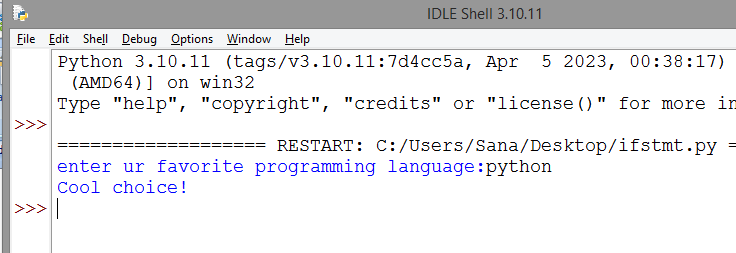 IDLE Shell 3.10.11
File Edit Shell Debug Options Window Help
Python 3.10.11 (tags/v3.10.11:7d4cc5a, Apr  5 2023, 00:38:17)
 (AMD64)] on win32
Type "help", "copyright", "credits" or "license()" for more in
>>>
=================== RESTART: C:/Users/Sana/Desktop/ifstmt.py =
enter ur favorite programming language:python
Cool choice!
>>>